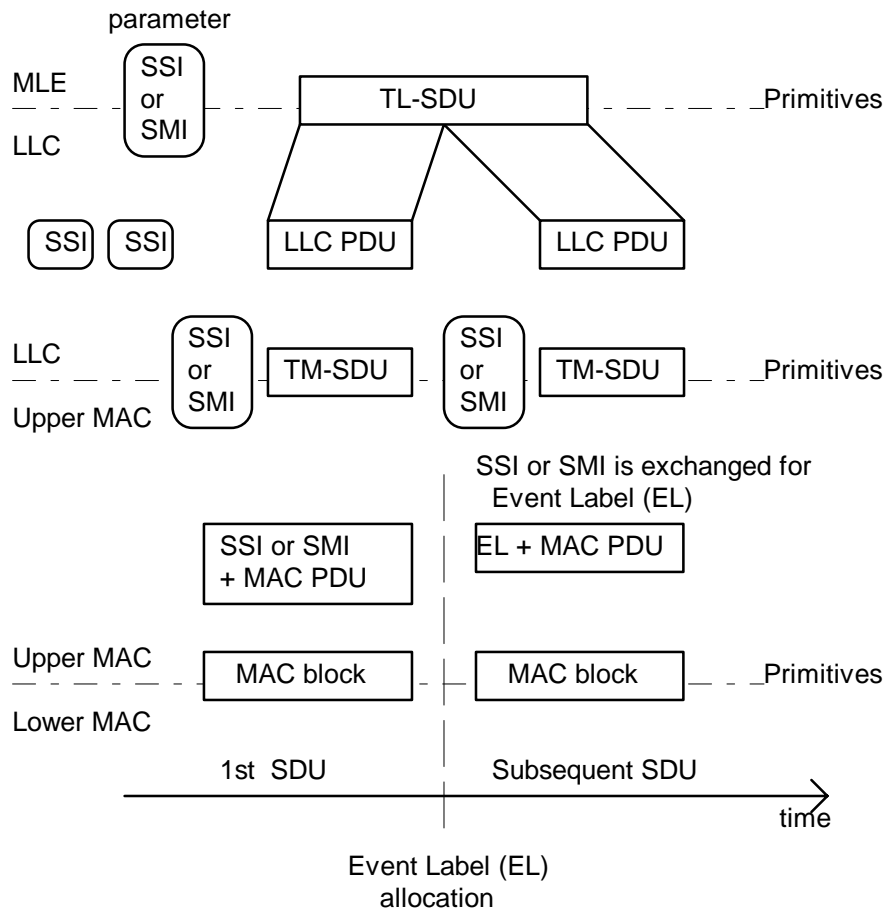 parameter
SSI
or
SMI
MLE
TL-SDU
Primitives
LLC
SSI
SSI
LLC PDU
LLC PDU
LLC
SSI
or
SMI
TM-SDU
SSI
or
SMI
TM-SDU
Primitives
Upper MAC
SSI or SMI is exchanged for
Event Label (EL)
SSI or SMI
+ MAC PDU
EL + MAC PDU
Upper MAC
MAC block
MAC block
Primitives
Lower MAC
1st SDU
Subsequent SDU
time
Event Label (EL)
allocation